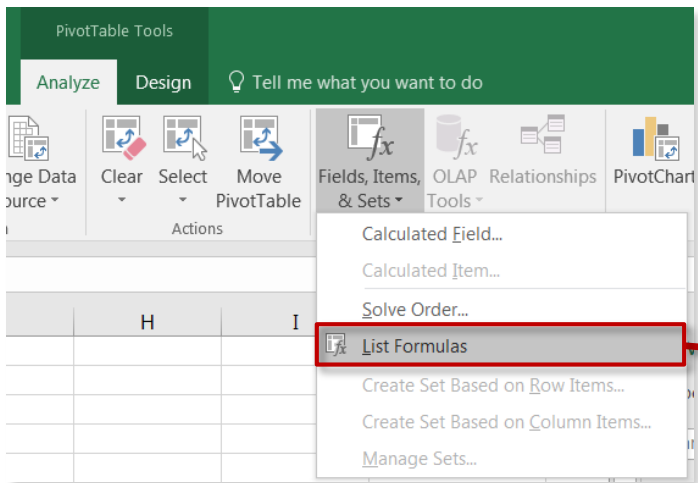 PivotTable Tools
Analyze Design Tell me what you want to do
nge Data Clear Select Move Fields, Items, OLAP Relationships PivotChart
ource PivotTable & Sets Tools
Actions
Calculated Field...
Calculated Item...
Solve Order...
H I
List Formulas
Create Set Based on Row Items...
Create Set Based on Column Items...
Manage Sets...